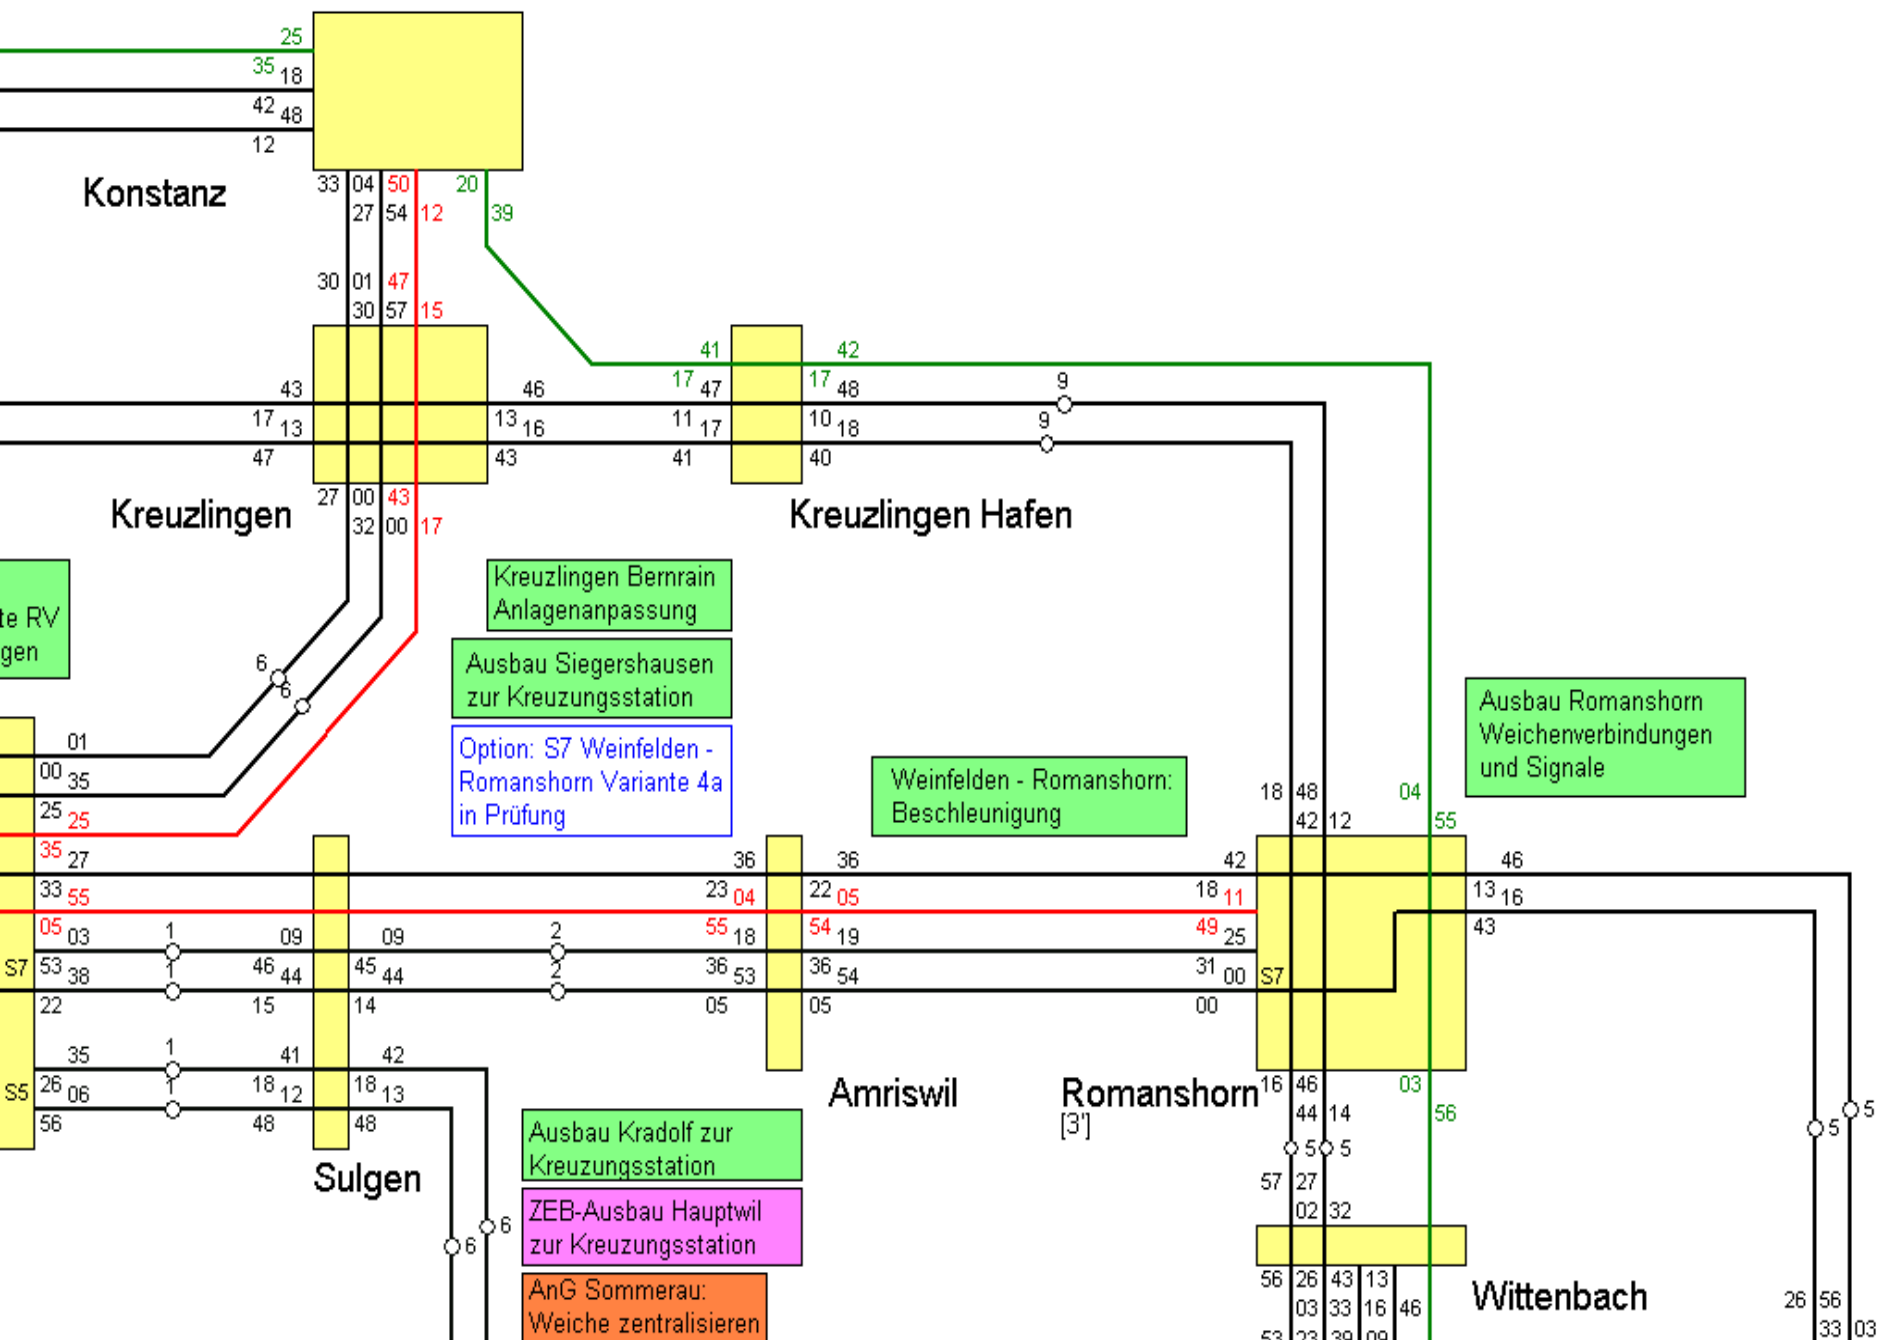 25
35 18
42 48
12
Konstanz
33 04 50 20
27 54 12 39
30 01 47
30 57 15
41 42
43 46 17 47 17 48 9
17 13 13 16 11 17 10 18 9
47 43 41 40
Kreuzlingen
27 00 43
32 00 17
Kreuzlingen Hafen
te RV
gen
Kreuzlingen Bernrain
Anlagenanpassung
Ausbau Siegershausen
zur Kreuzungsstation
Option: S7 Weinfelden -
Romanshorn Variante 4a
in Prüfung
Weinfelden - Romanshorn:
Beschleunigung
Ausbau Romanshorn
Weichenverbindungen
und Signale
6
6
01
00 35
25 25
18 48 04
42 12 55
35 27 36 36 42 46
33 55 23 04 22 05 18 11 13 16
05 03 1 09 09 2 55 18 54 19 49 25 43
S7 53 38 1 46 44 45 44 2 36 53 36 54 31 00 S7
22 15 14 05 05 00
35 1 41 42
S5 26 06 1 18 12 18 13
56 48 48
Sulgen
Amriswil
Romanshorn
[3']
16 46 03
44 14 56
5 5
5
5
57 27
02 32
Ausbau Kradolf zur
Kreuzungsstation
ZEB-Ausbau Hauptwil
zur Kreuzungsstation
AnG Sommerau:
Weiche zentralisieren
6
6
Wittenbach
56 26 43 13
03 33 16 46
53 23 39 09
26 56
33 03